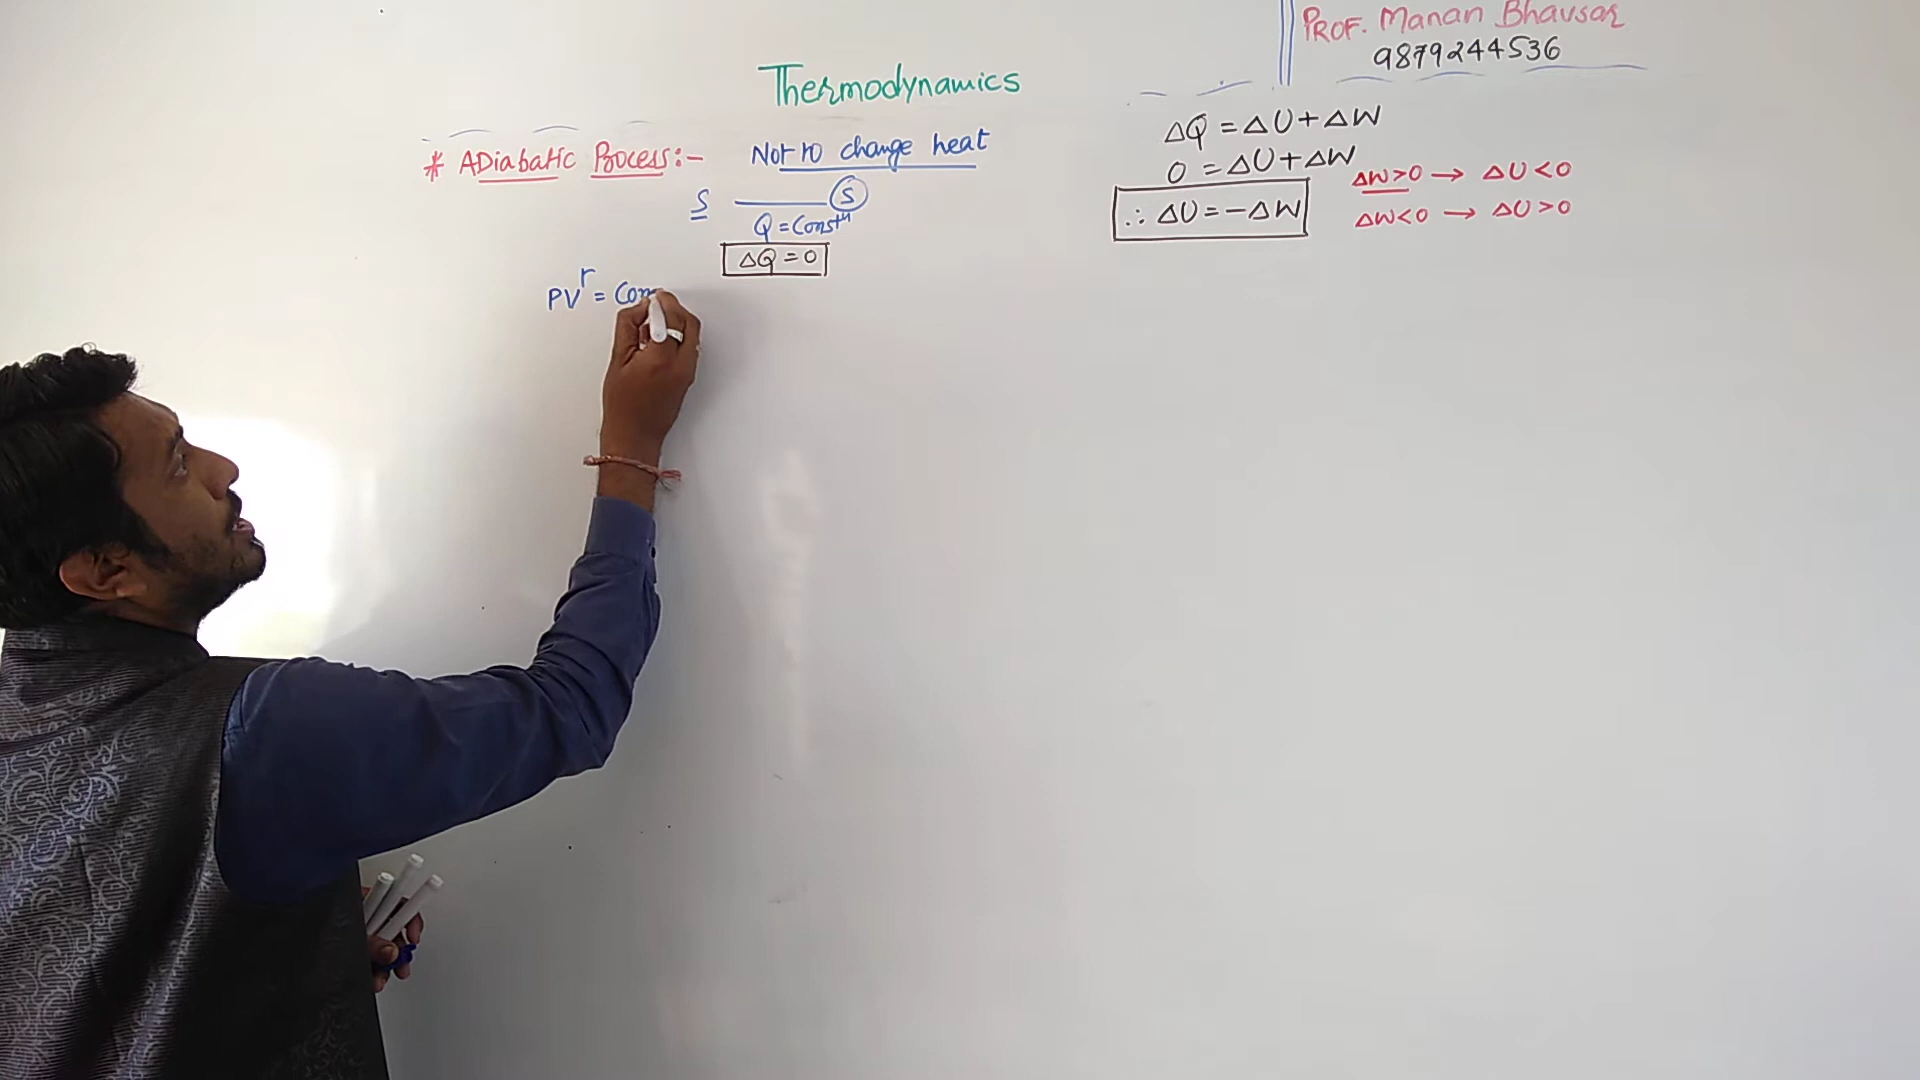 PROF. Manan Bhavsar
9879244536
Thermodynamics
* ADiabatic Process:- Not to change heat
S S
Q = Constⁿ
ΔQ = 0
PV^r = Con
ΔQ = ΔU + ΔW
0 = ΔU + ΔW
∴ ΔU = -ΔW
ΔW>0 → ΔU<0
ΔW<0 → ΔU>0